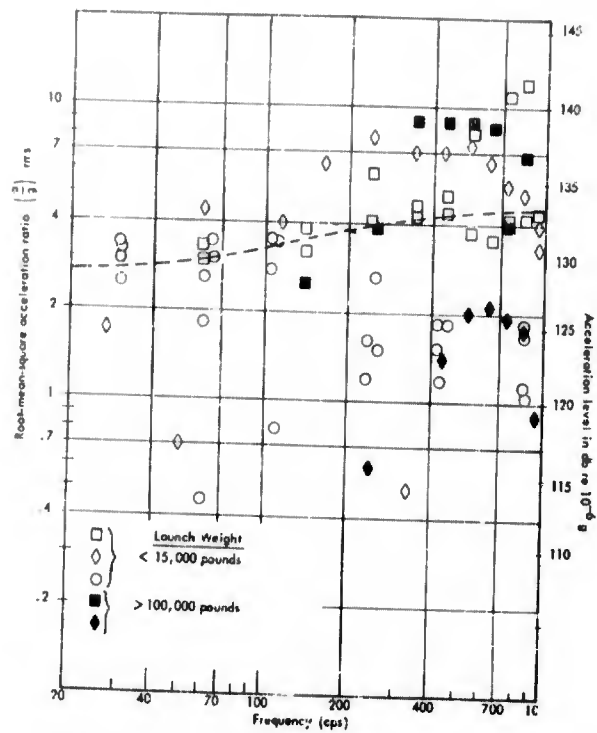 145
10
7
4
2
1
.7
.4
.2
140
135
130
125
120
115
110
Root-mean-square acceleration ratio (a/g) rms
Acceleration level in db re 10⁻⁶ g
Launch Weight
< 15,000 pounds
> 100,000 pounds
20 40 70 100 200 400 700 10
Frequency (cps)